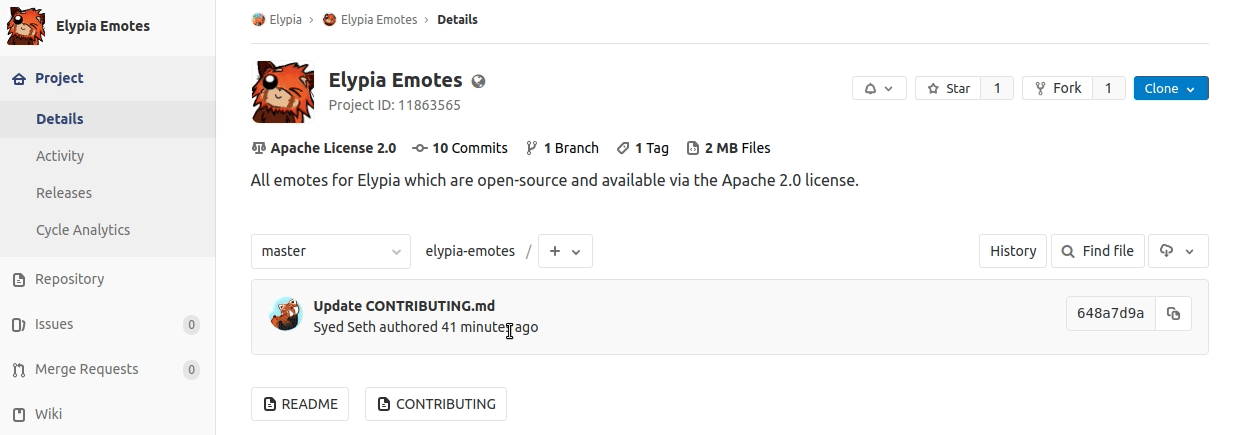 Elypia Emotes
Project
Details
Activity
Releases
Cycle Analytics
Repository
Issues 0
Merge Requests 0
Wiki
Elypia › Elypia Emotes › Details
Elypia Emotes
Project ID: 11863565
Star 1 Fork 1 Clone
Apache License 2.0 10 Commits 1 Branch 1 Tag 2 MB Files
All emotes for Elypia which are open-source and available via the Apache 2.0 license.
master elypia-emotes / + History Find file
Update CONTRIBUTING.md
Syed Seth authored 41 minutes ago
648a7d9a
README CONTRIBUTING